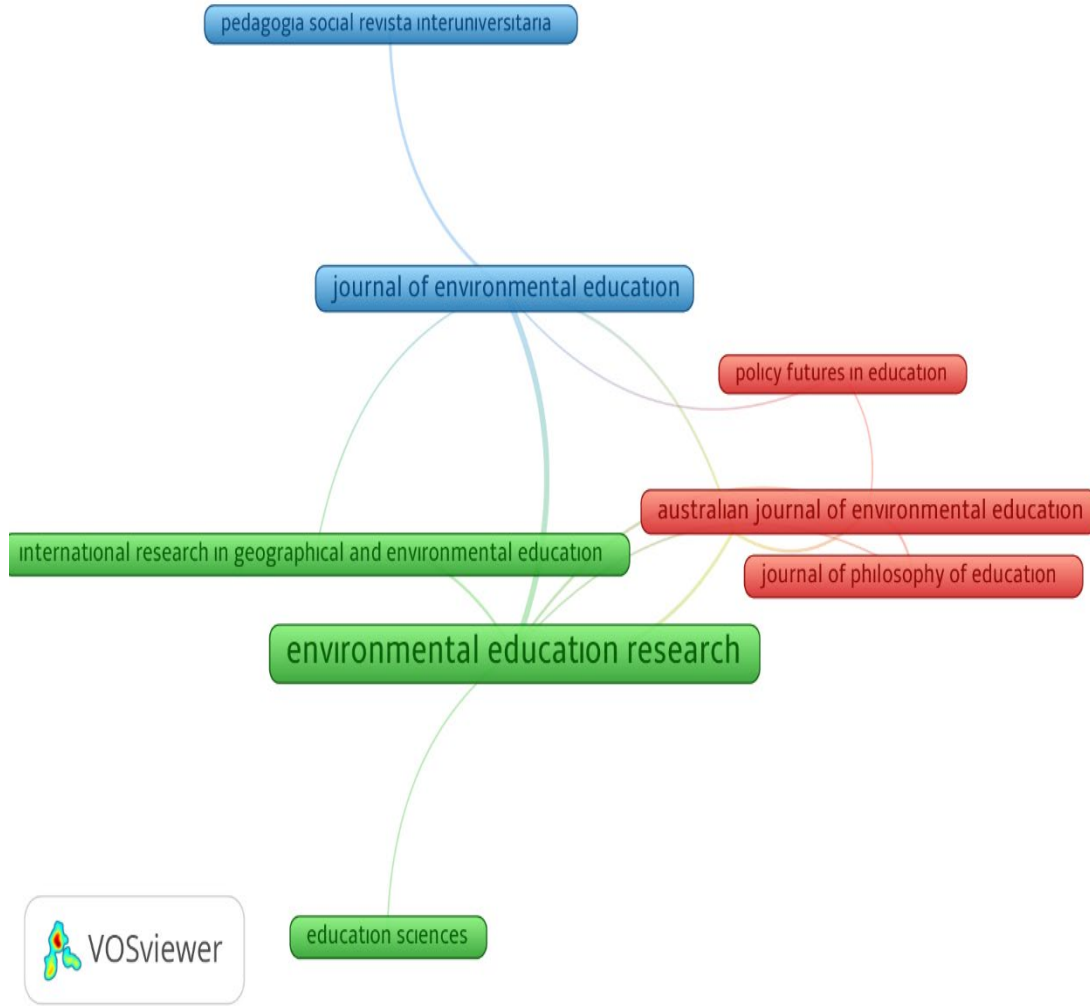 pedagogia social revista interuniversitaria
journal of environmental education
policy futures in education
australian journal of environmental education
international research in geographical and environmental education
journal of philosophy of education
environmental education research
education sciences
VOSviewer